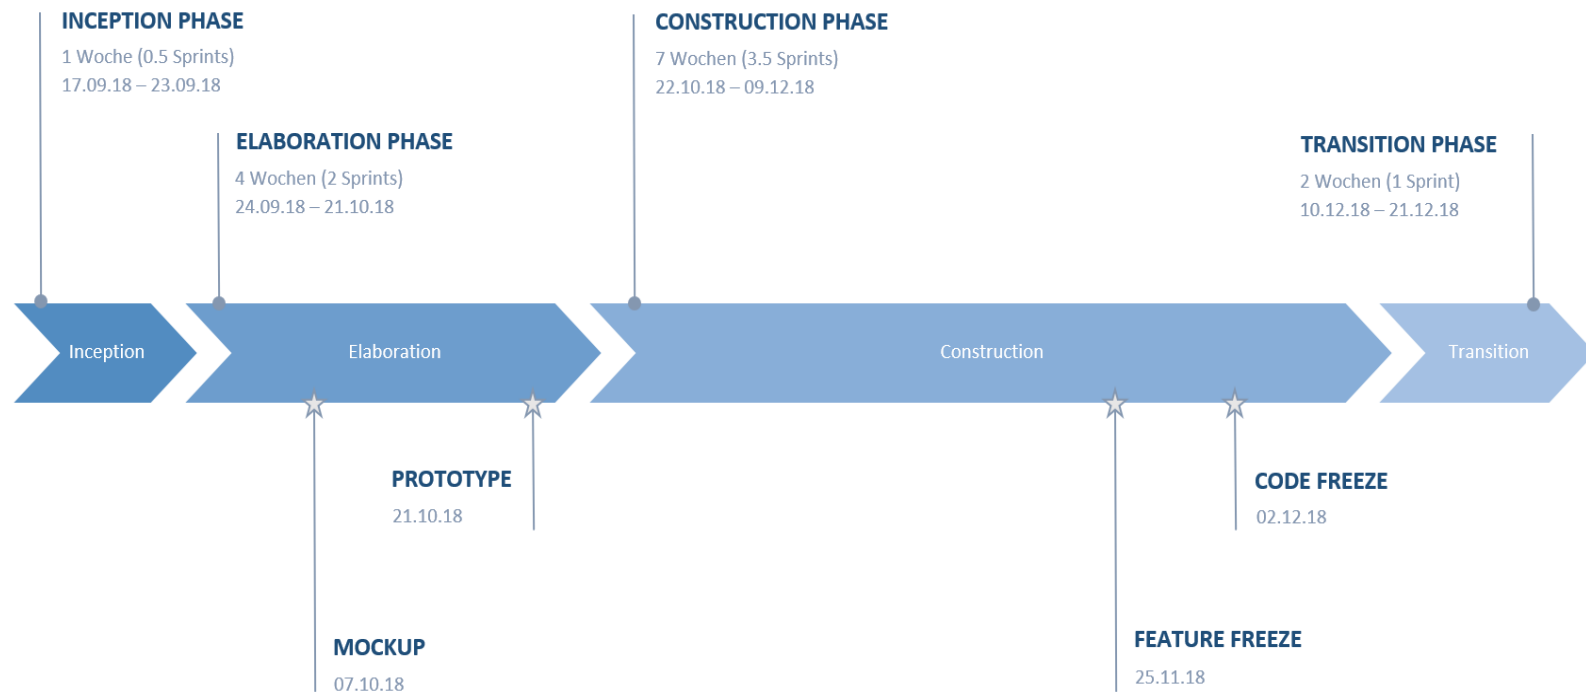 INCEPTION PHASE
1 Woche (0.5 Sprints)
17.09.18 – 23.09.18
CONSTRUCTION PHASE
7 Wochen (3.5 Sprints)
22.10.18 – 09.12.18
ELABORATION PHASE
4 Wochen (2 Sprints)
24.09.18 – 21.10.18
TRANSITION PHASE
2 Wochen (1 Sprint)
10.12.18 – 21.12.18
Inception
Elaboration
Construction
Transition
PROTOTYPE
21.10.18
CODE FREEZE
02.12.18
MOCKUP
07.10.18
FEATURE FREEZE
25.11.18